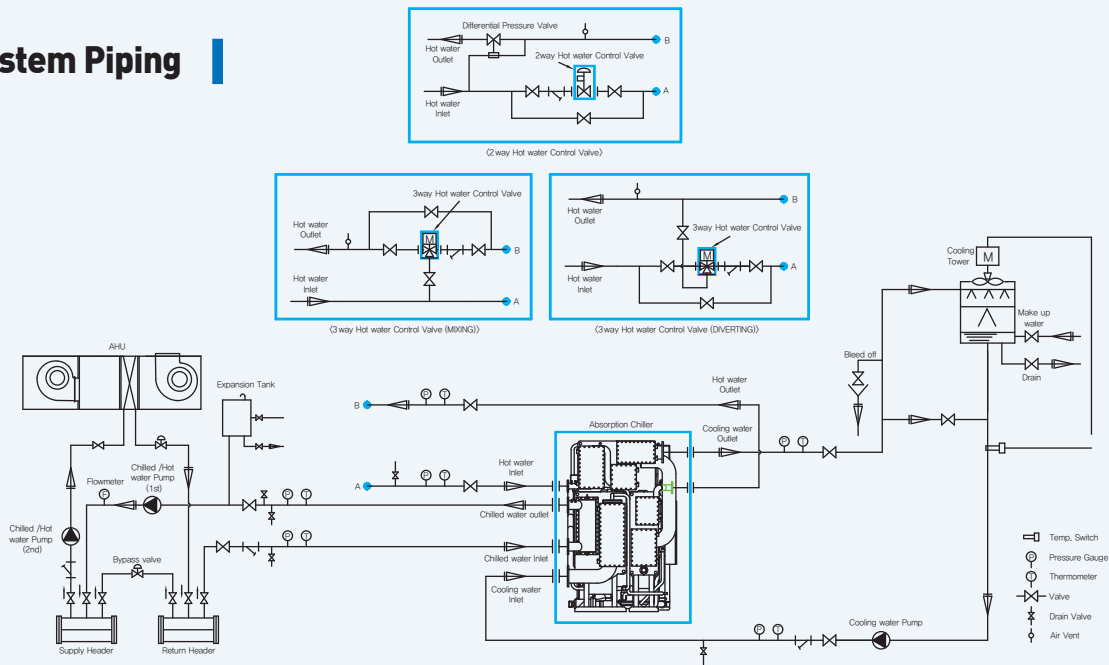 stem Piping
Differential Pressure Valve
Hot water
Outlet
B
2way Hot water Control Valve
Hot water
Inlet
A
〈2way Hot water Control Valve〉
3way Hot water Control Valve
Hot water
Outlet
M
B
Hot water
Inlet
A
〈3way Hot water Control Valve (MIXING)〉
Hot water
Outlet
B
3way Hot water Control Valve
M
Hot water
Inlet
A
〈3way Hot water Control Valve (DIVERTING)〉
Cooling
Tower
M
Make up
water
Drain
Bleed off
AHU
Expansion Tank
B
P
T
Hot water
Outlet
Cooling water
Outlet
P
T
Absorption Chiller
Hot water
Inlet
A
P
T
Chilled /Hot
water Pump
(1st)
Flowmeter
F
P
T
Chilled water outlet
Chilled /Hot
water Pump
(2nd)
P
T
Chilled water Inlet
Bypass valve
Cooling water
Inlet
Supply Header
Return Header
P
T
Cooling water Pump
Temp. Switch
P
Pressure Gauge
T
Thermometer
Valve
Drain Valve
Air Vent